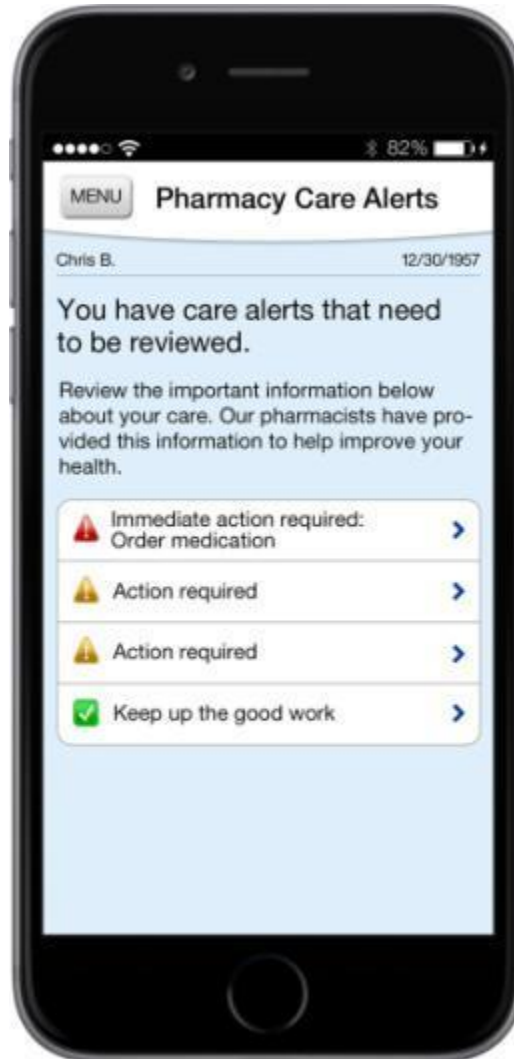 82%
MENU Pharmacy Care Alerts
Chris B. 12/30/1957
You have care alerts that need
to be reviewed.
Review the important information below
about your care. Our pharmacists have pro-
vided this information to help improve your
health.
Immediate action required:
Order medication
Action required
Action required
Keep up the good work